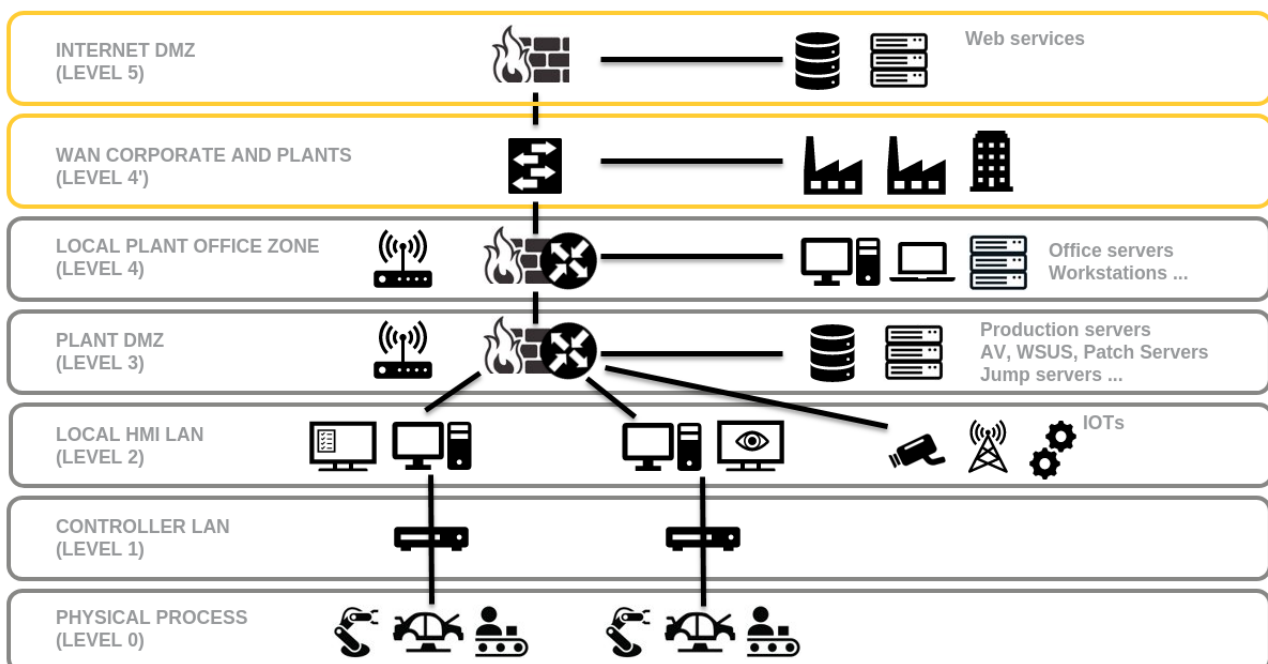 INTERNET DMZ
(LEVEL 5)
Web services
WAN CORPORATE AND PLANTS
(LEVEL 4')
LOCAL PLANT OFFICE ZONE
(LEVEL 4)
Office servers
Workstations ...
PLANT DMZ
(LEVEL 3)
Production servers
AV, WSUS, Patch Servers
Jump servers ...
LOCAL HMI LAN
(LEVEL 2)
IOTs
CONTROLLER LAN
(LEVEL 1)
PHYSICAL PROCESS
(LEVEL 0)